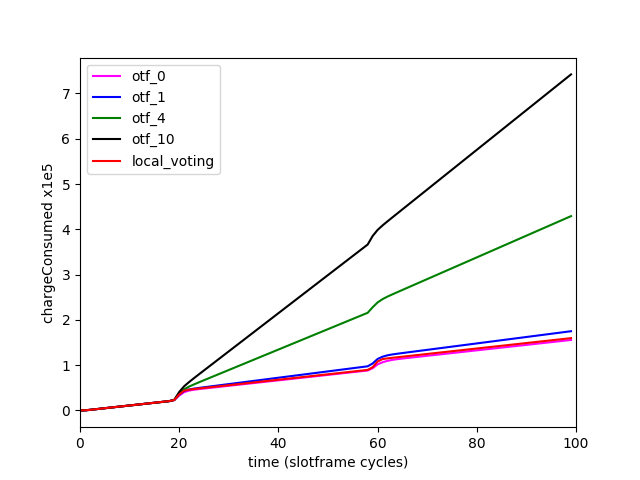 otf_0
otf_1
otf_4
otf_10
local_voting
chargeConsumed x1e5
7
6
5
4
3
2
1
0
0 20 40 60 80 100
time (slotframe cycles)